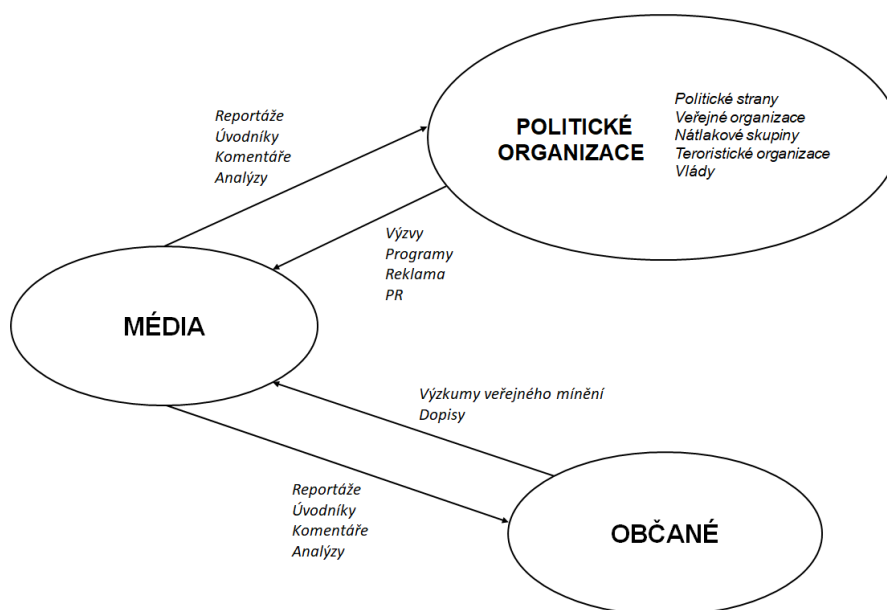 Reportáže
Úvodníky
Komentáře
Analýzy
POLITICKÉ
ORGANIZACE
Politické strany
Veřejné organizace
Nátlakové skupiny
Teroristické organizace
Vlády
Výzvy
Programy
Reklama
PR
MÉDIA
Výzkumy veřejného mínění
Dopisy
Reportáže
Úvodníky
Komentáře
Analýzy
OBČANÉ